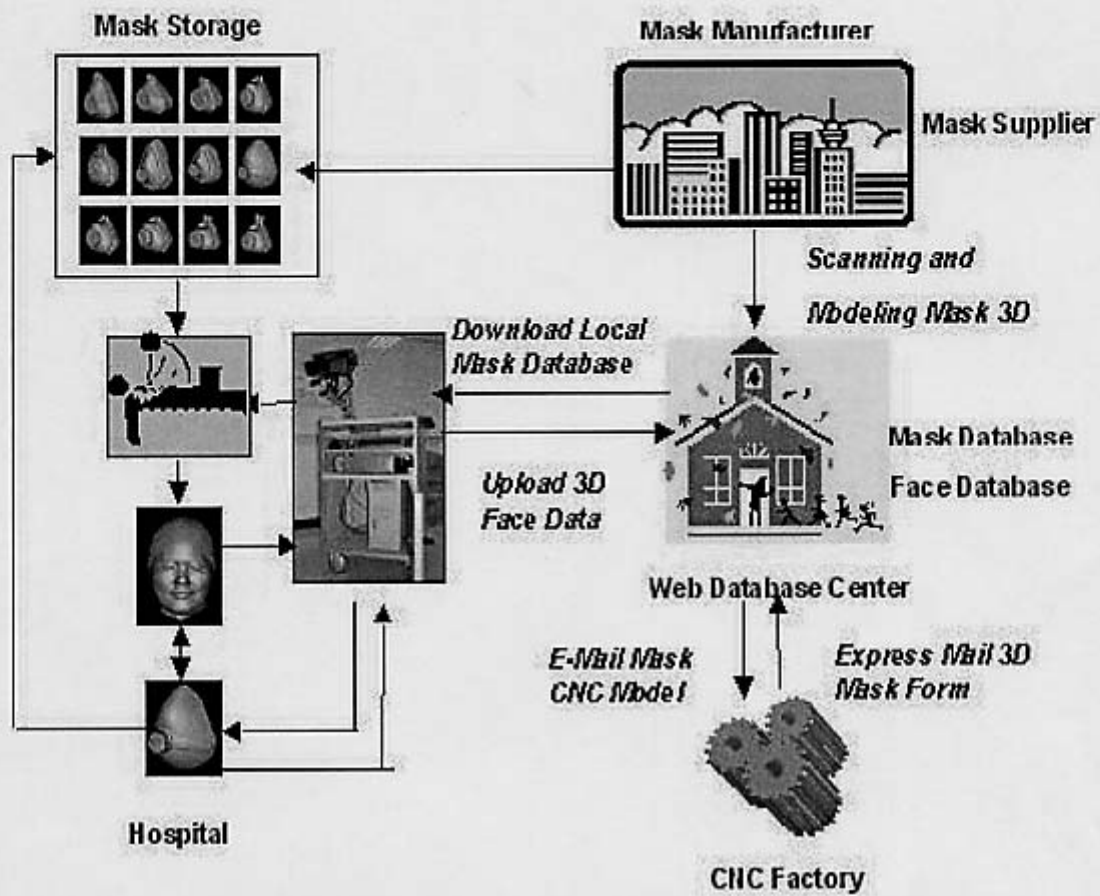 Mask Storage
Mask Manufacturer
Mask Supplier
Scanning and
Modeling Mask 3D
Download Local
Mask Database
Mask Database
Face Database
Upload 3D
Face Data
Web Database Center
E-Mail Mask
CNC Model
Express Mail 3D
Mask Form
Hospital
CNC Factory